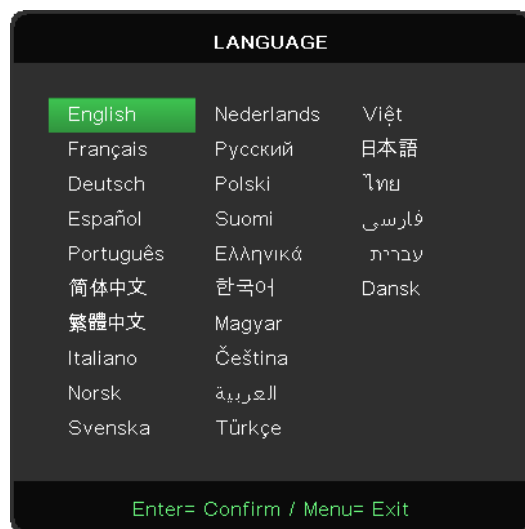 LANGUAGE
English Nederlands Việt
Français Русский 日本語
Deutsch Polski ไทย
Español Suomi فارسی
Português Ελληνικά עברית
简体中文 한국어 Dansk
繁體中文 Magyar
Italiano Čeština
Norsk العربية
Svenska Türkçe
Enter= Confirm / Menu= Exit